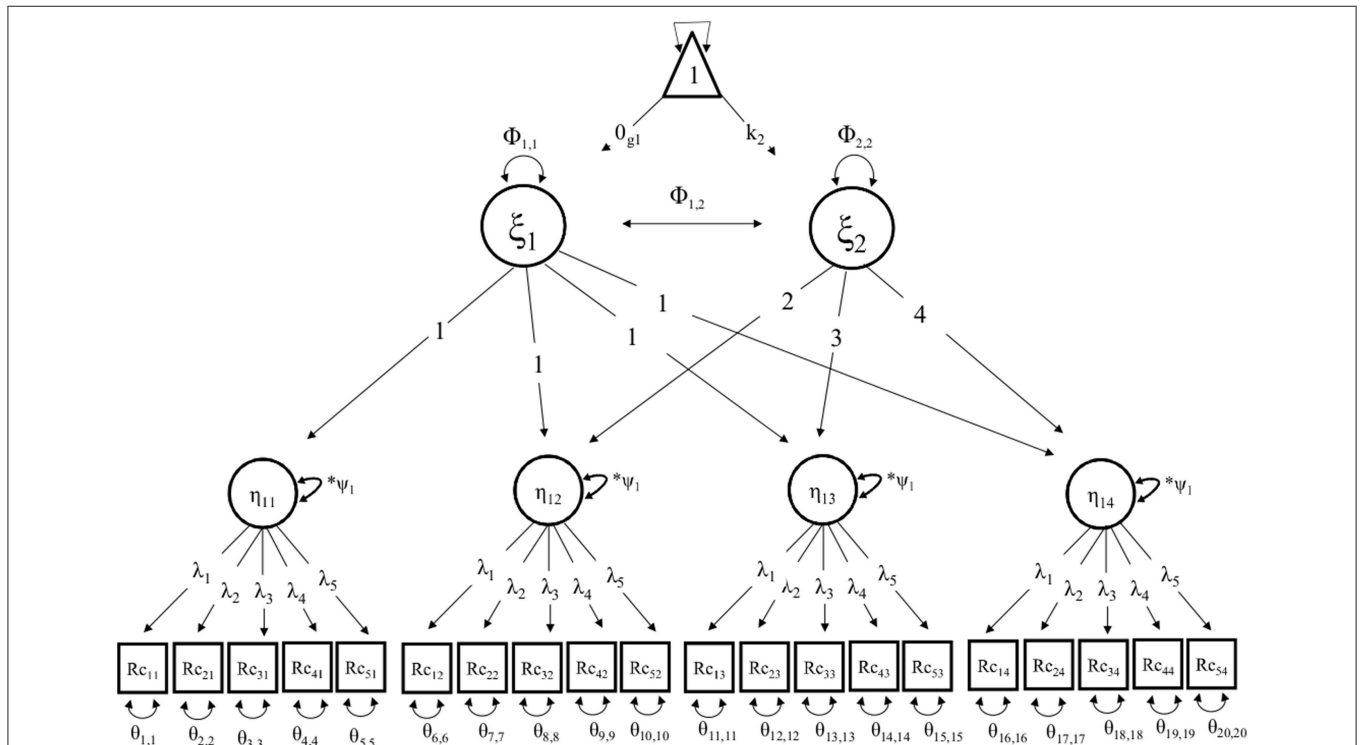 1
0g1 k2
Φ1,1 Φ2,2
Φ1,2
ξ1 ξ2
1 2 4
1 1 3
1
η11 *ψ1 η12 *ψ1 η13 *ψ1 η14 *ψ1
λ1 λ2 λ3 λ4 λ5 λ1 λ2 λ3 λ4 λ5 λ1 λ2 λ3 λ4 λ5 λ1 λ2 λ3 λ4 λ5
Rc11 Rc21 Rc31 Rc41 Rc51 Rc12 Rc22 Rc32 Rc42 Rc52 Rc13 Rc23 Rc33 Rc43 Rc53 Rc14 Rc24 Rc34 Rc44 Rc54
θ1,1 θ2,2 θ3,3 θ4,4 θ5,5 θ6,6 θ7,7 θ8,8 θ9,9 θ10,10 θ11,11 θ12,12 θ13,13 θ14,14 θ15,15 θ16,16 θ17,17 θ18,18 θ19,19 θ20,20